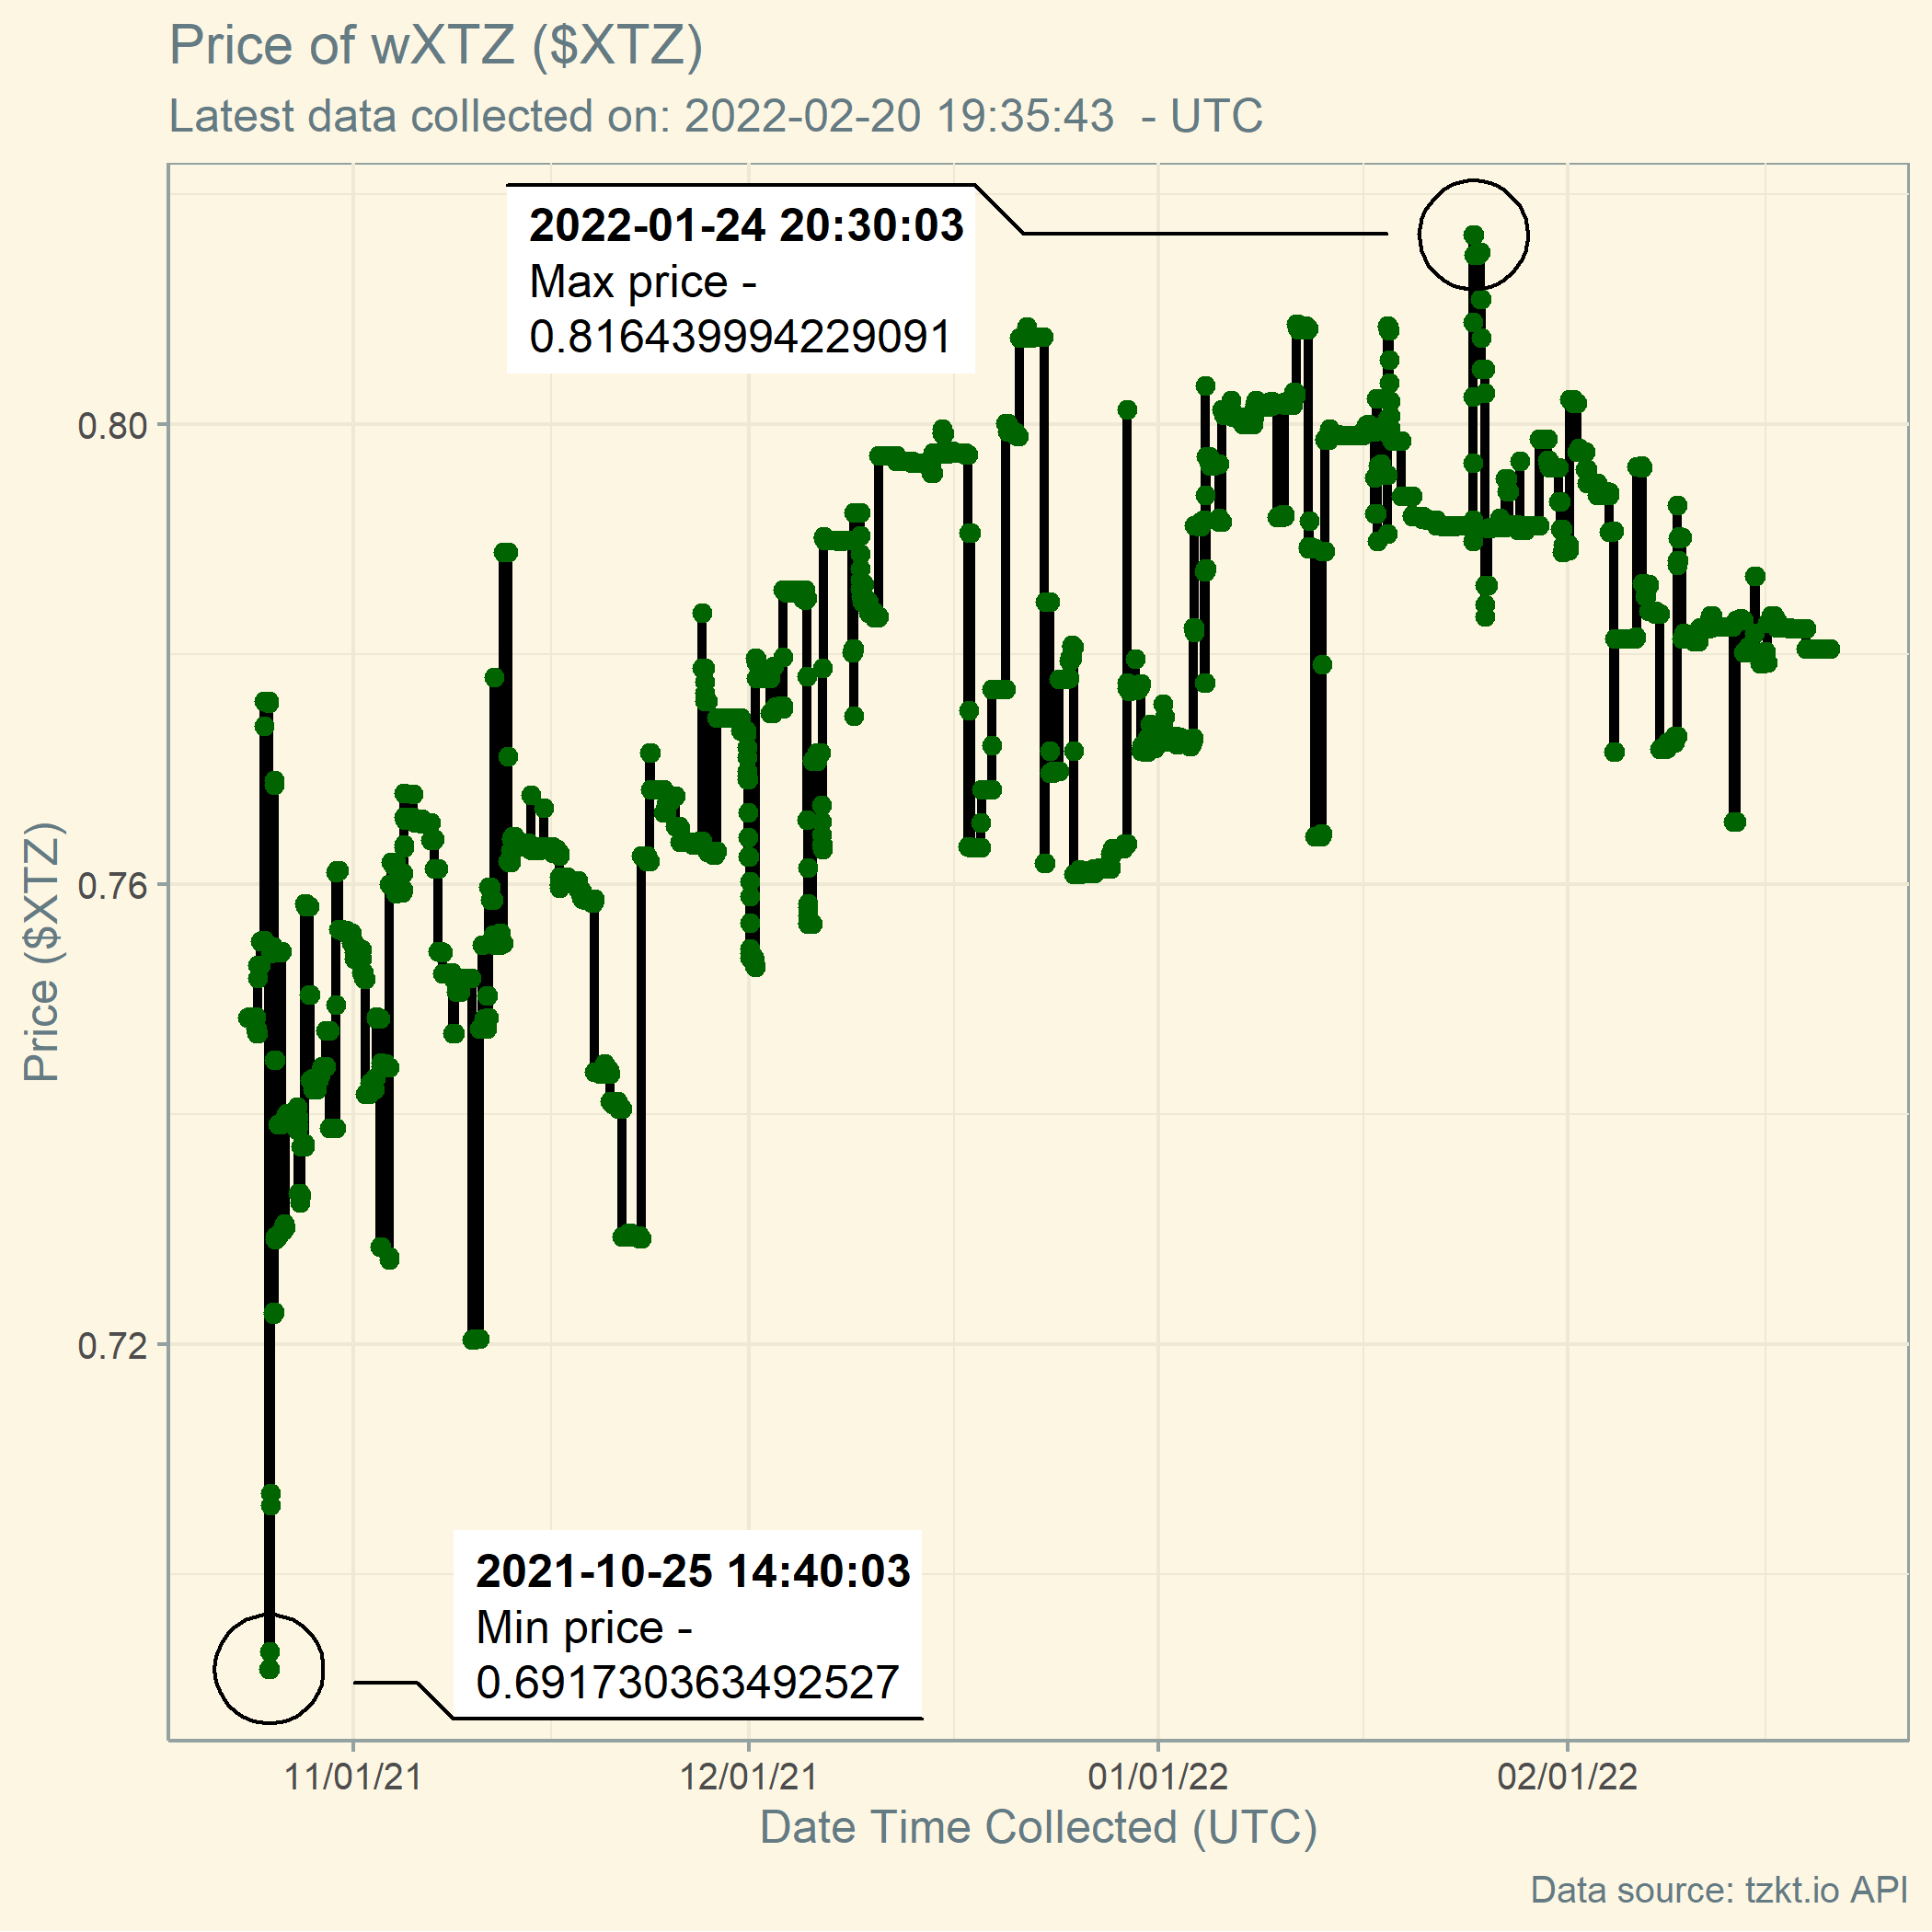 Price of wXTZ ($XTZ)
Latest data collected on: 2022-02-20 19:35:43 - UTC
2022-01-24 20:30:03
Max price -
0.816439994229091
0.80
0.76
0.72
Price ($XTZ)
2021-10-25 14:40:03
Min price -
0.691730363492527
11/01/21
12/01/21
01/01/22
02/01/22
Date Time Collected (UTC)
Data source: tzkt.io API